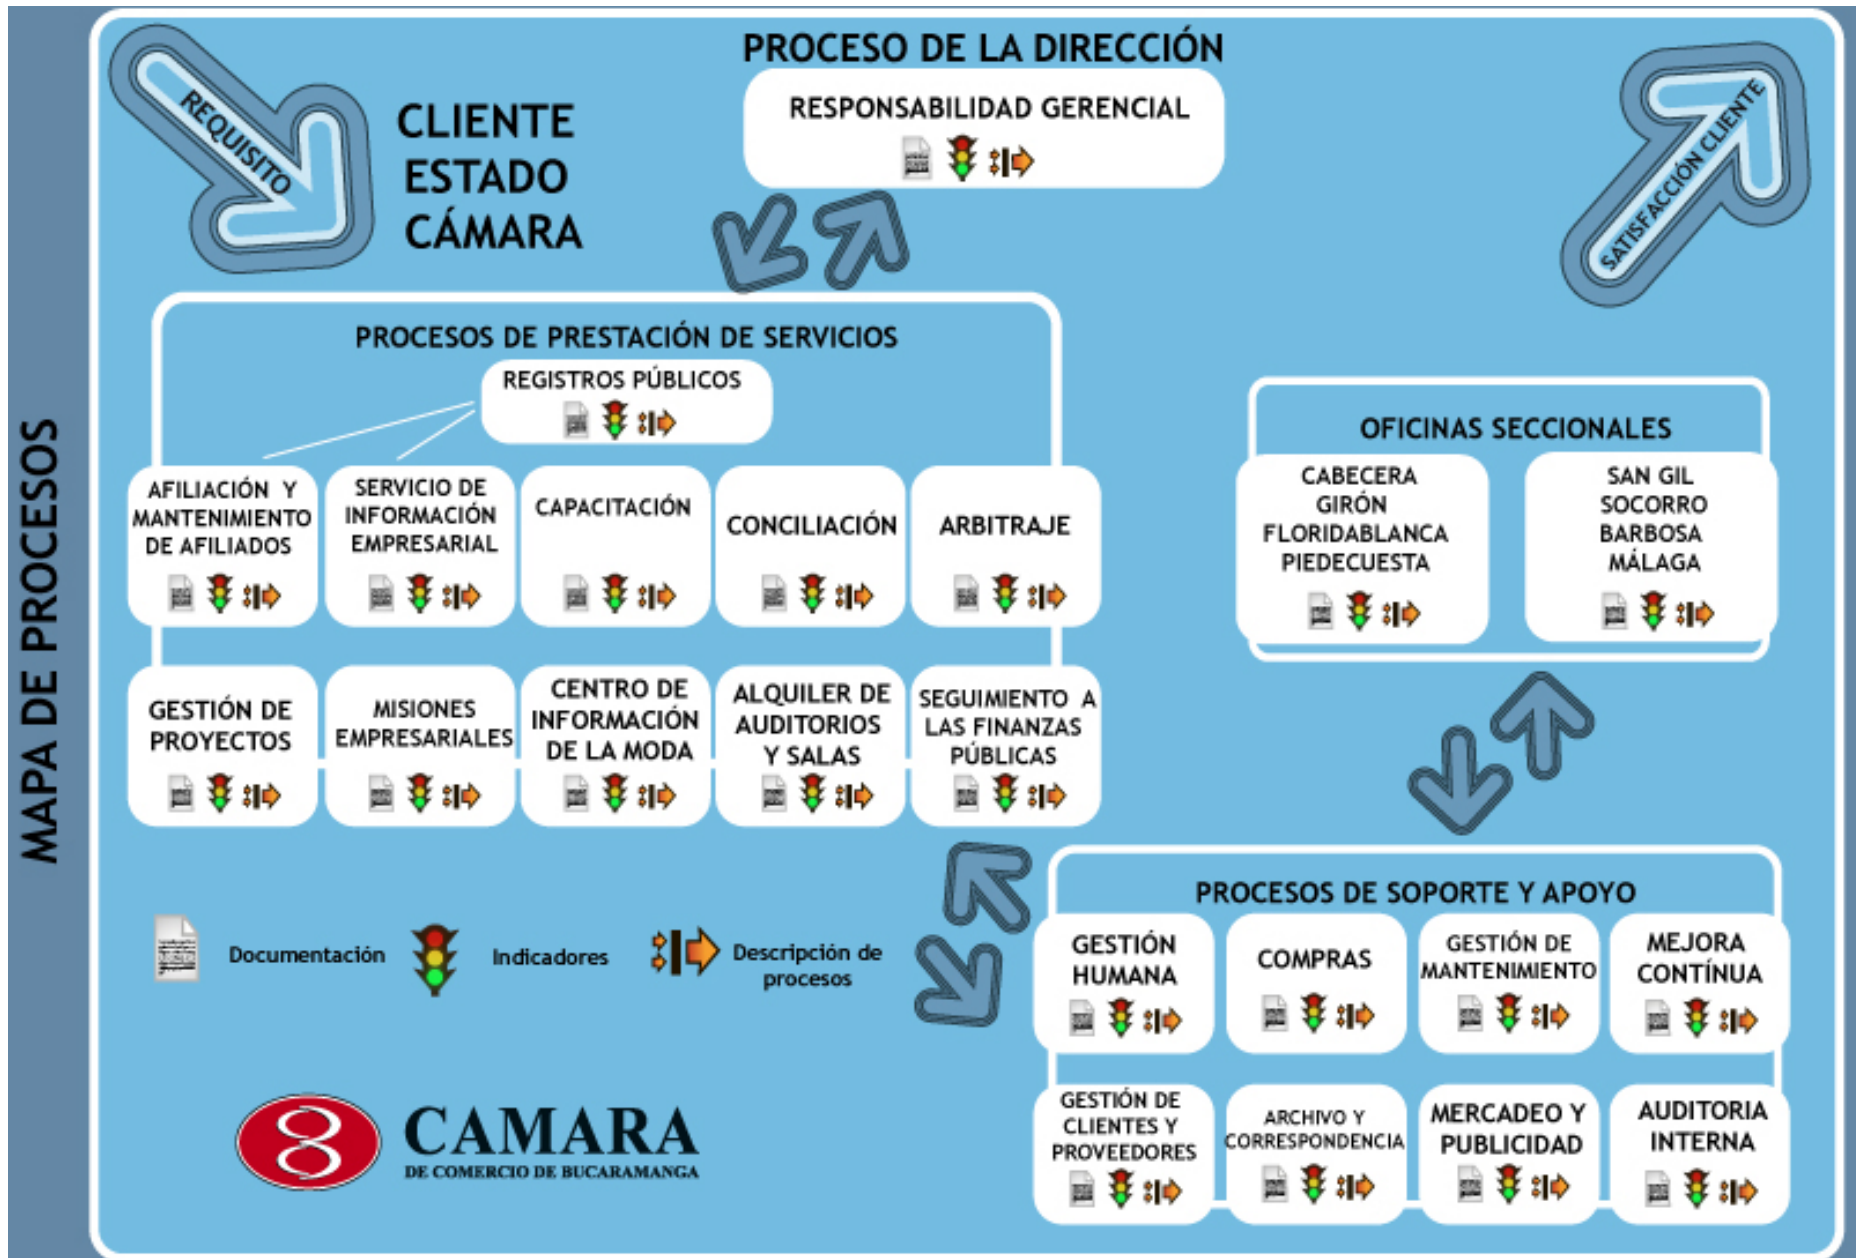 MAPA DE PROCESOS
REQUISITO
CLIENTE
ESTADO
CÁMARA
PROCESO DE LA DIRECCIÓN
RESPONSABILIDAD GERENCIAL
SATISFACCIÓN CLIENTE
PROCESOS DE PRESTACIÓN DE SERVICIOS
REGISTROS PÚBLICOS
AFILIACIÓN Y
MANTENIMIENTO
DE AFILIADOS
SERVICIO DE
INFORMACIÓN
EMPRESARIAL
CAPACITACIÓN
CONCILIACIÓN
ARBITRAJE
GESTIÓN DE
PROYECTOS
MISIONES
EMPRESARIALES
CENTRO DE
INFORMACIÓN
DE LA MODA
ALQUILER DE
AUDITORIOS
Y SALAS
SEGUIMIENTO A
LAS FINANZAS
PÚBLICAS
OFICINAS SECCIONALES
CABECERA
GIRÓN
FLORIDABLANCA
PIEDECUESTA
SAN GIL
SOCORRO
BARBOSA
MÁLAGA
Documentación
Indicadores
Descripción de
procesos
PROCESOS DE SOPORTE Y APOYO
GESTIÓN
HUMANA
COMPRAS
GESTIÓN DE
MANTENIMIENTO
MEJORA
CONTÍNUA
GESTIÓN DE
CLIENTES Y
PROVEEDORES
ARCHIVO Y
CORRESPONDENCIA
MERCADEO Y
PUBLICIDAD
AUDITORIA
INTERNA
CAMARA
DE COMERCIO DE BUCARAMANGA